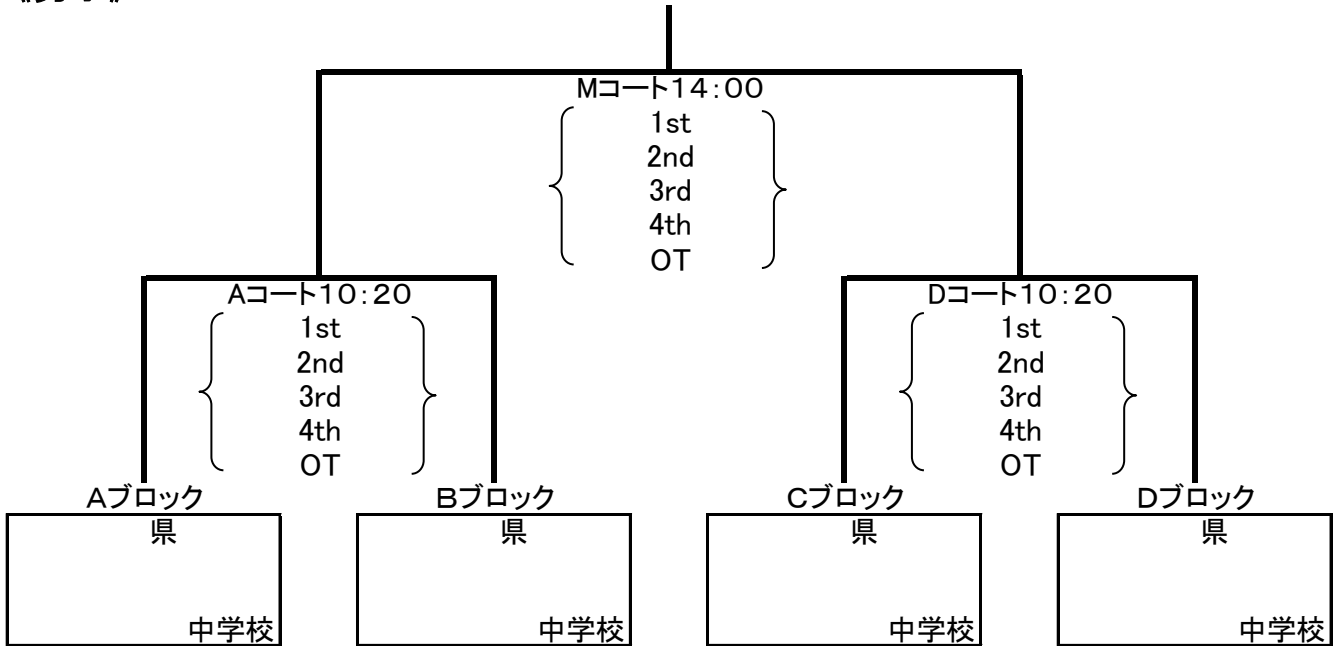 Mコート14:00
1st
2nd
3rd
4th
OT
Aコート10:20
1st
2nd
3rd
4th
OT
Dコート10:20
1st
2nd
3rd
4th
OT
Aブロック Bブロック Cブロック Dブロック
県 県 県 県
中学校 中学校 中学校 中学校